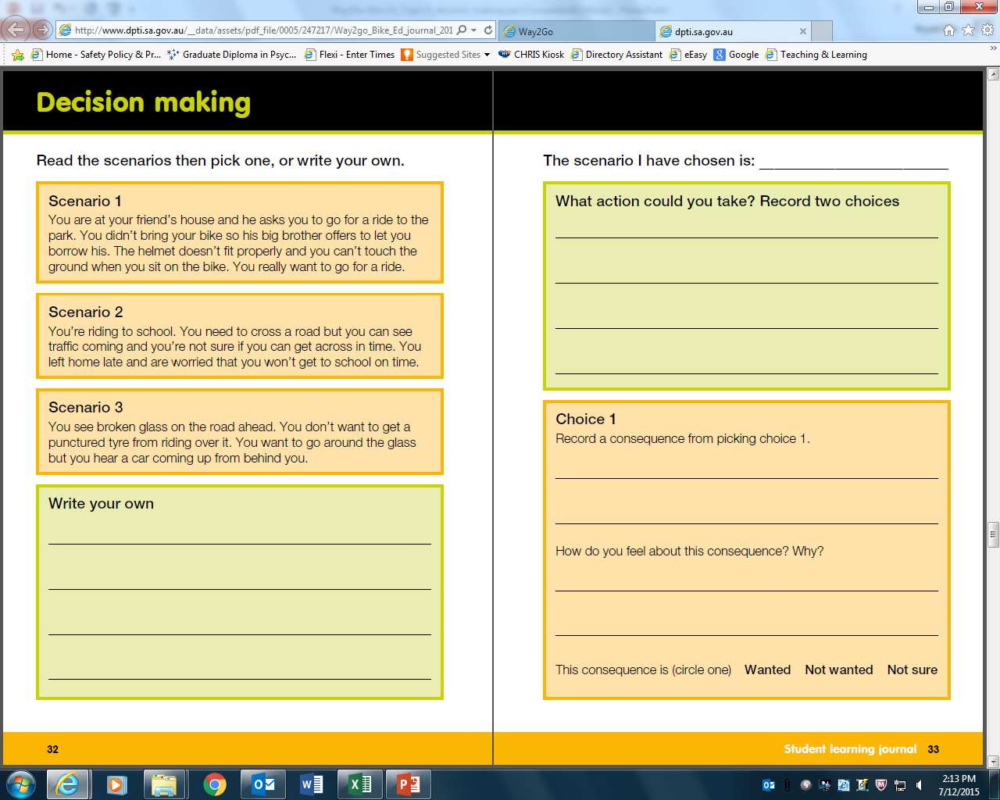 http://www.dpti.sa.gov.au/__data/assets/pdf_file/0005/247217/Way2go_Bike_Ed_journal_201
Way2Go
dpti.sa.gov.au
Home - Safety Policy & Pr...
Graduate Diploma in Psyc...
Flexi - Enter Times
Suggested Sites
CHRIS Kiosk
Directory Assistant
eEasy
Google
Teaching & Learning
Decision making
Read the scenarios then pick one, or write your own.
Scenario 1
You are at your friend’s house and he asks you to go for a ride to the
park. You didn’t bring your bike so his big brother offers to let you
borrow his. The helmet doesn’t fit properly and you can’t touch the
ground when you sit on the bike. You really want to go for a ride.
Scenario 2
You’re riding to school. You need to cross a road but you can see
traffic coming and you’re not sure if you can get across in time. You
left home late and are worried that you won’t get to school on time.
Scenario 3
You see broken glass on the road ahead. You don’t want to get a
punctured tyre from riding over it. You want to go around the glass
but you hear a car coming up from behind you.
Write your own
32
The scenario I have chosen is:
What action could you take? Record two choices
Choice 1
Record a consequence from picking choice 1.
How do you feel about this consequence? Why?
This consequence is (circle one) Wanted Not wanted Not sure
Student learning journal 33
2:13 PM
7/12/2015